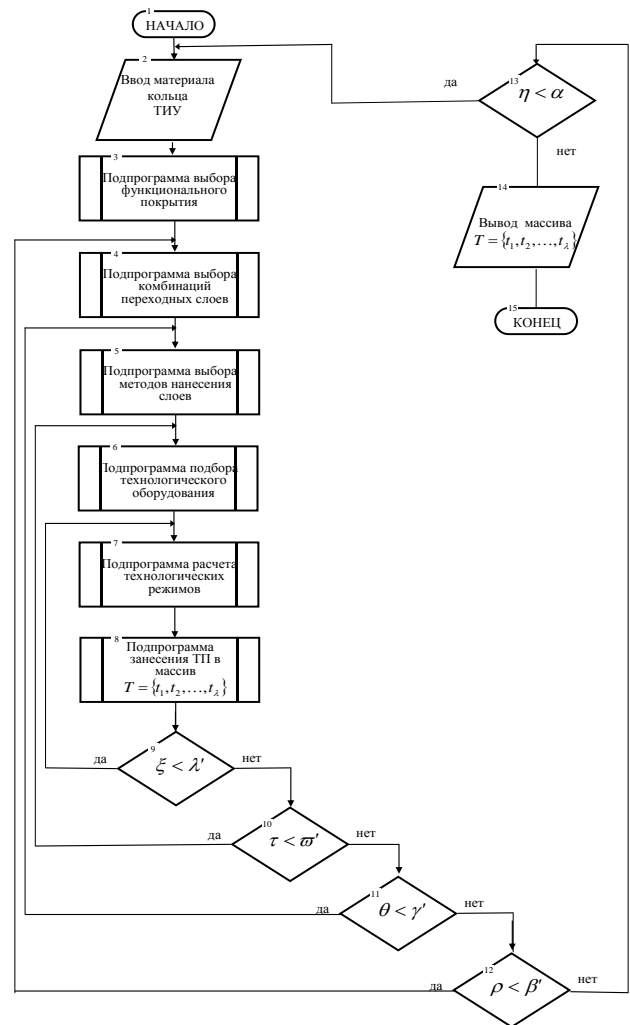 1
НАЧАЛО
2
Ввод материала
кольца
ТИУ
3
Подпрограмма выбора
функционального
покрытия
4
Подпрограмма выбора
комбинаций
переходных слоев
5
Подпрограмма выбора
методов нанесения
слоев
6
Подпрограмма подбора
технологического
оборудования
7
Подпрограмма расчета
технологических
режимов
8
Подпрограмма
занесения ТП в
массив
T = {t₁, t₂, ..., t_λ}
9
да
ξ < λ'
нет
10
да
τ < ϖ'
нет
11
да
θ < γ'
нет
12
да
ρ < β'
нет
13
да
η < α
нет
14
Вывод массива
T = {t₁, t₂, ..., t_λ}
15
КОНЕЦ